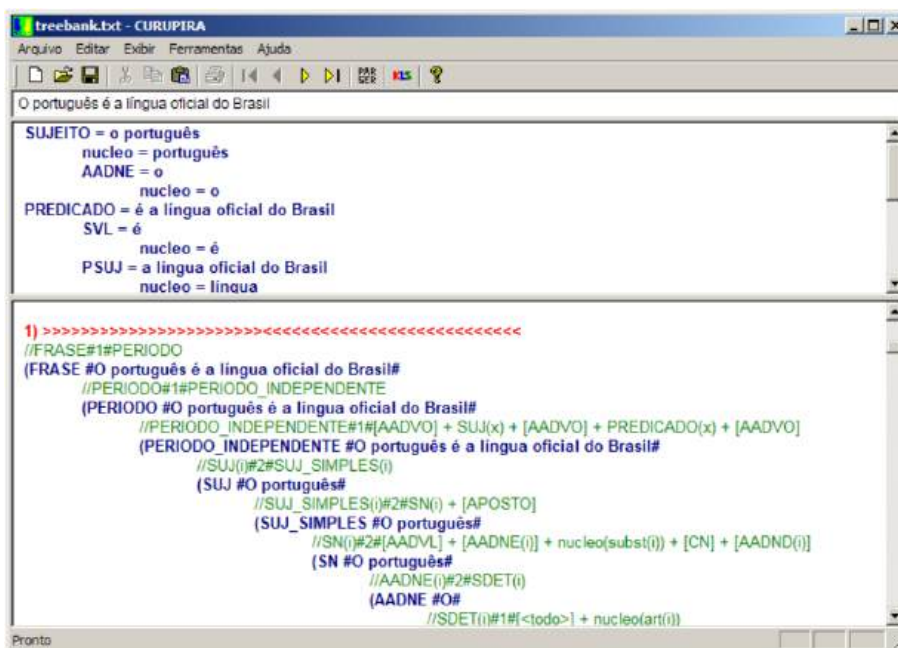 treebank.txt - CURUPIRA
Arquivo Editar Exibir Ferramentas Ajuda
PAR SER KLS ?
O português é a língua oficial do Brasil
SUJEITO = o português
nucleo = português
AADNE = o
nucleo = o
PREDICADO = é a língua oficial do Brasil
SVL = é
nucleo = é
PSUJ = a língua oficial do Brasil
nucleo = língua
1) >>>>>>>>>>>>>>>>>>>>>>><<<<<<<<<<<<<<<<<<<<<<<<<<<
//FRASE#1#PERIODO
(FRASE #O português é a língua oficial do Brasil#
//PERIODO#1#PERIODO_INDEPENDENTE
(PERIODO #O português é a língua oficial do Brasil#
//PERIODO_INDEPENDENTE#1#[AADVO] + SUJ(x) + [AADVO] + PREDICADO(x) + [AADVO]
(PERIODO_INDEPENDENTE #O português é a língua oficial do Brasil#
//SUJ(i)#2#SUJ_SIMPLES(i)
(SUJ #O português#
//SUJ_SIMPLES(i)#2#SN(i) + [APOSTO]
(SUJ_SIMPLES #O português#
//SN(i)#2#[AADVL] + [AADNE(i)] + nucleo(subst(i)) + [CN] + [AADND(i)]
(SN #O português#
//AADNE(i)#2#SDET(i)
(AADNE #O#
//SDET(i)#1#[<todo>] + nucleo(art(i))
Pronto